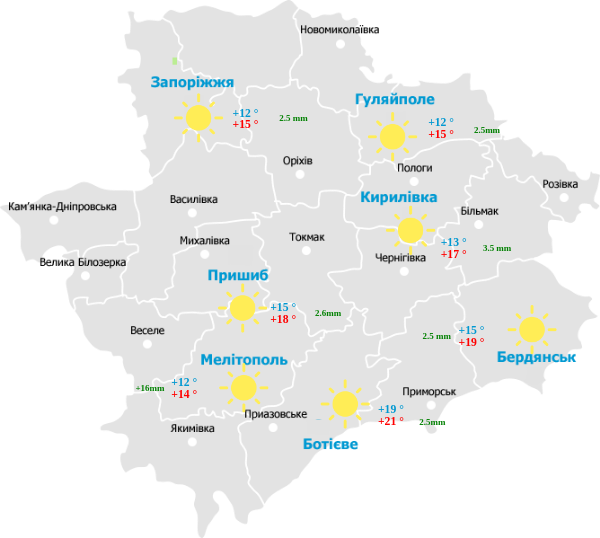 Новомиколаївка
Запоріжжя
+12 °
+15 °
2.5 mm
Гуляйполе
+12 °
+15 °
2.5mm
Оріхів
Пологи
Розівка
Кам'янка-Дніпровська
Василівка
Кирилівка
Більмак
Михалівка
Токмак
+13 °
+17 °
3.5 mm
Чернігівка
Велика Білозерка
Пришиб
+15 °
+18 °
2.6mm
Веселе
2.5 mm
+15 °
+19 °
Бердянськ
Мелітополь
+16mm
+12 °
+14 °
Приморськ
Приазовське
+19 °
+21 °
2.5mm
Якимівка
Ботієве